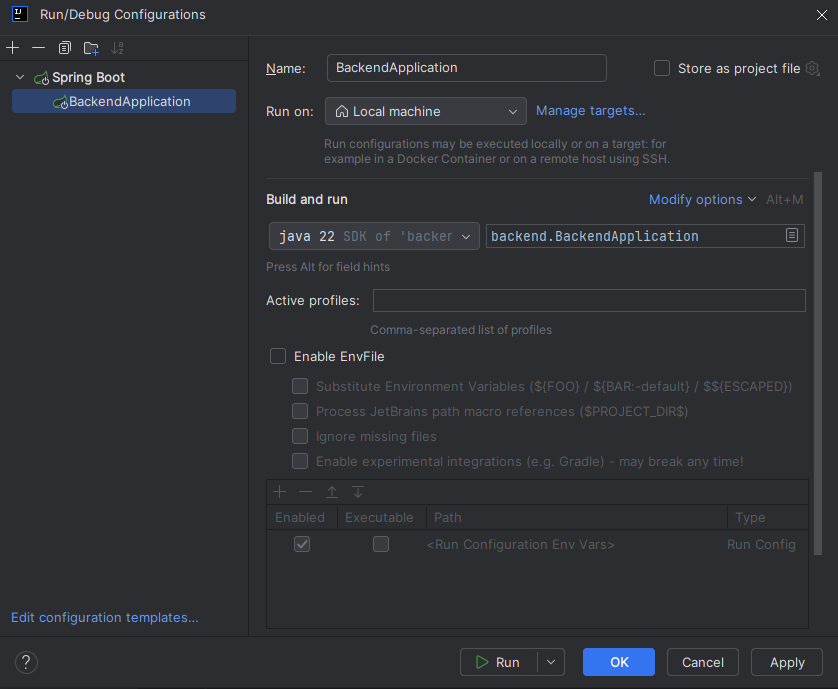 IJ
Run/Debug Configurations
Spring Boot
BackendApplication
Edit configuration templates...
Name: BackendApplication
Store as project file
Run on: Local machine Manage targets...
Run configurations may be executed locally or on a target: for
example in a Docker Container or on a remote host using SSH.
Build and run Modify options Alt+M
java 22 SDK of 'backer backend.BackendApplication
Press Alt for field hints
Active profiles:
Comma-separated list of profiles
Enable EnvFile
Substitute Environment Variables (${FOO} / ${BAR:-default} / $${ESCAPED})
Process JetBrains path macro references ($PROJECT_DIR$)
Ignore missing files
Enable experimental integrations (e.g. Gradle) - may break any time!
Enabled Executable Path Type
<Run Configuration Env Vars> Run Config
? Run OK Cancel Apply